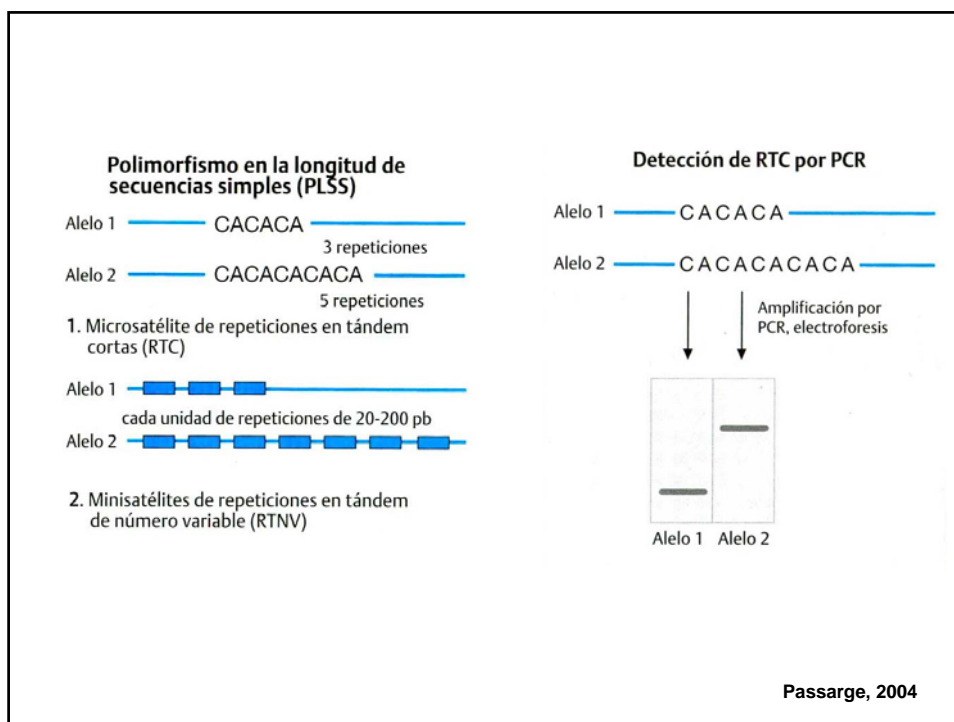 Polimorfismo en la longitud de
secuencias simples (PLSS)
Alelo 1 CACACA
3 repeticiones
Alelo 2 CACACACACA
5 repeticiones
1. Microsatélite de repeticiones en tándem
cortas (RTC)
Alelo 1
cada unidad de repeticiones de 20-200 pb
Alelo 2
2. Minisatélites de repeticiones en tándem
de número variable (RTNV)
Detección de RTC por PCR
Alelo 1 CACACA
Alelo 2 CACACACACA
Amplificación por
PCR, electroforesis
Alelo 1 Alelo 2
Passarge, 2004